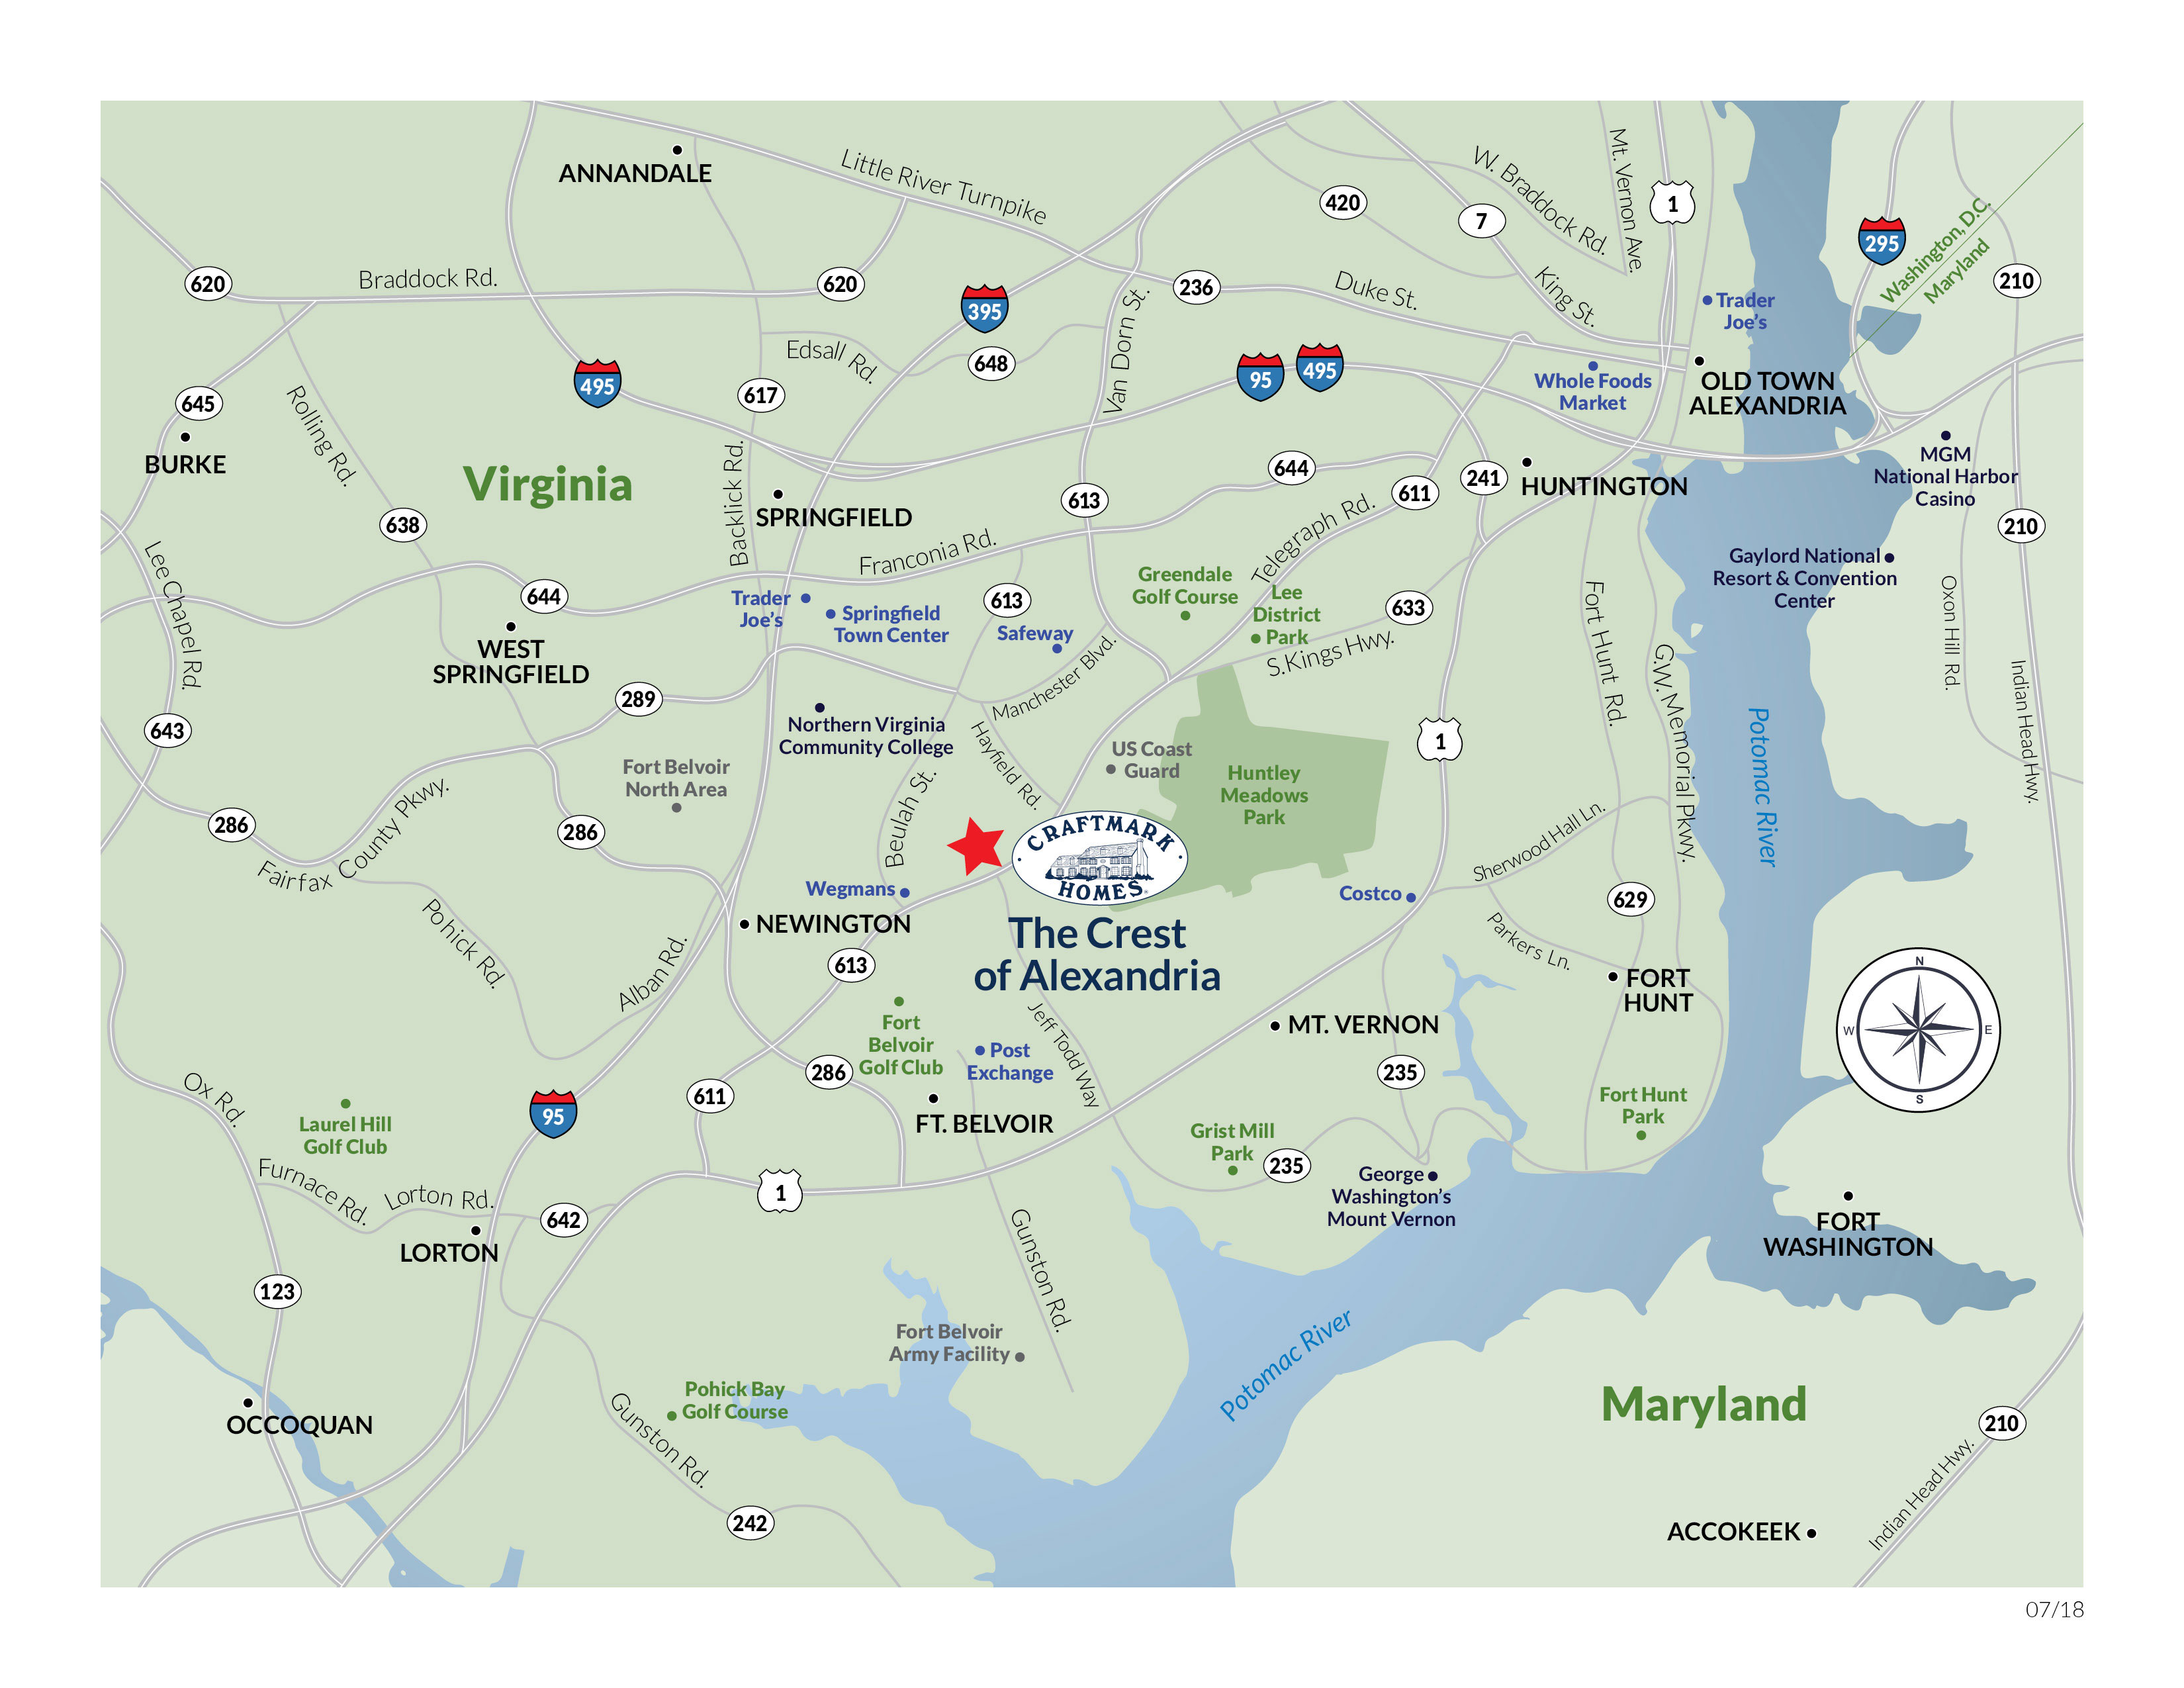 ANNANDALE
Little River Turnpike
Mt. Vernon Ave.
W. Braddock Rd.
420
7
1
295
Washington, D.C.
Maryland
210
620
Braddock Rd.
620
395
236
Duke St.
King St.
Trader
Joe's
Van Dorn St.
Edsall Rd.
648
495
617
95
495
Whole Foods
Market
OLD TOWN
ALEXANDRIA
645
BURKE
Rolling Rd.
Virginia
Backlick Rd.
SPRINGFIELD
613
644
611
241
HUNTINGTON
MGM
National Harbor
Casino
210
638
Lee Chapel Rd.
Franconia Rd.
Telegraph Rd.
Gaylord National
Resort & Convention
Center
Greendale
Golf Course
Lee
District
Park
633
S.Kings Hwy.
Fort Hunt Rd.
G.W. Memorial Pkwy.
Oxon Hill Rd.
Indian Head Hwy.
644
WEST
SPRINGFIELD
Trader
Joe's
Springfield
Town Center
613
Safeway
Manchester Blvd.
289
643
Northern Virginia
Community College
Hayfield Rd.
US Coast
Guard
Huntley
Meadows
Park
1
Potomac River
Fort Belvoir
North Area
286
Fairfax County Pkwy.
286
Beulah St.
CRAFTMARK
HOMES
Sherwood Hall Ln.
Wegmans
Costco
629
Pohick Rd.
NEWINGTON
The Crest
of Alexandria
Parkers Ln.
FORT
HUNT
N
W
E
S
Alban Rd.
613
Fort
Belvoir
Golf Club
Post
Exchange
Jeff Todd Way
MT. VERNON
235
Ox Rd.
Laurel Hill
Golf Club
95
611
286
FT. BELVOIR
Fort Hunt
Park
Grist Mill
Park
235
George
Washington's
Mount Vernon
Furnace Rd.
Lorton Rd.
642
LORTON
1
Gunston Rd.
FORT
WASHINGTON
123
Fort Belvoir
Army Facility
Potomac River
OCCOQUAN
Pohick Bay
Golf Course
Gunston Rd.
Maryland
210
Indian Head Hwy.
242
ACCOKEEK
07/18